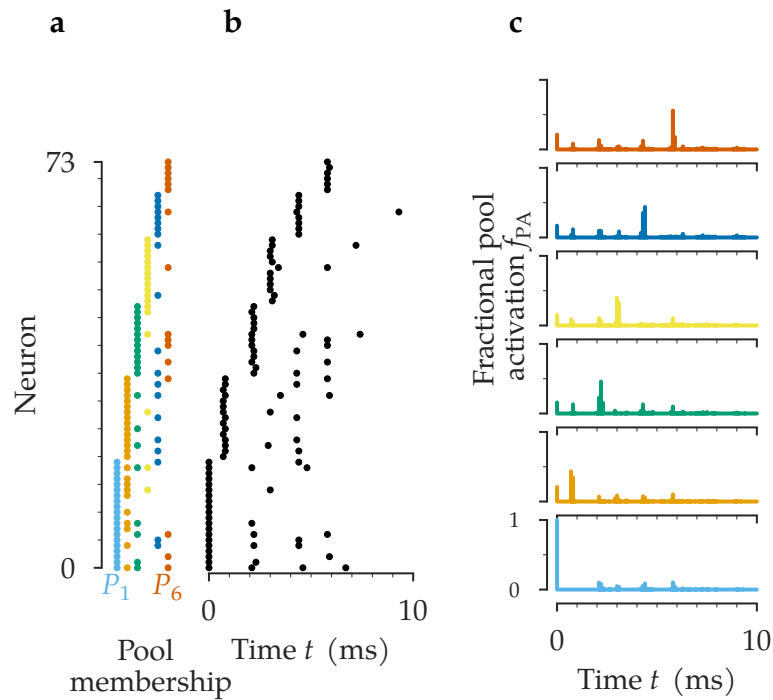 a
b
c
73
Neuron
0
P1
P6
Pool
membership
0
10
Time t (ms)
Fractional pool
activation fPA
1
0
0
10
Time t (ms)